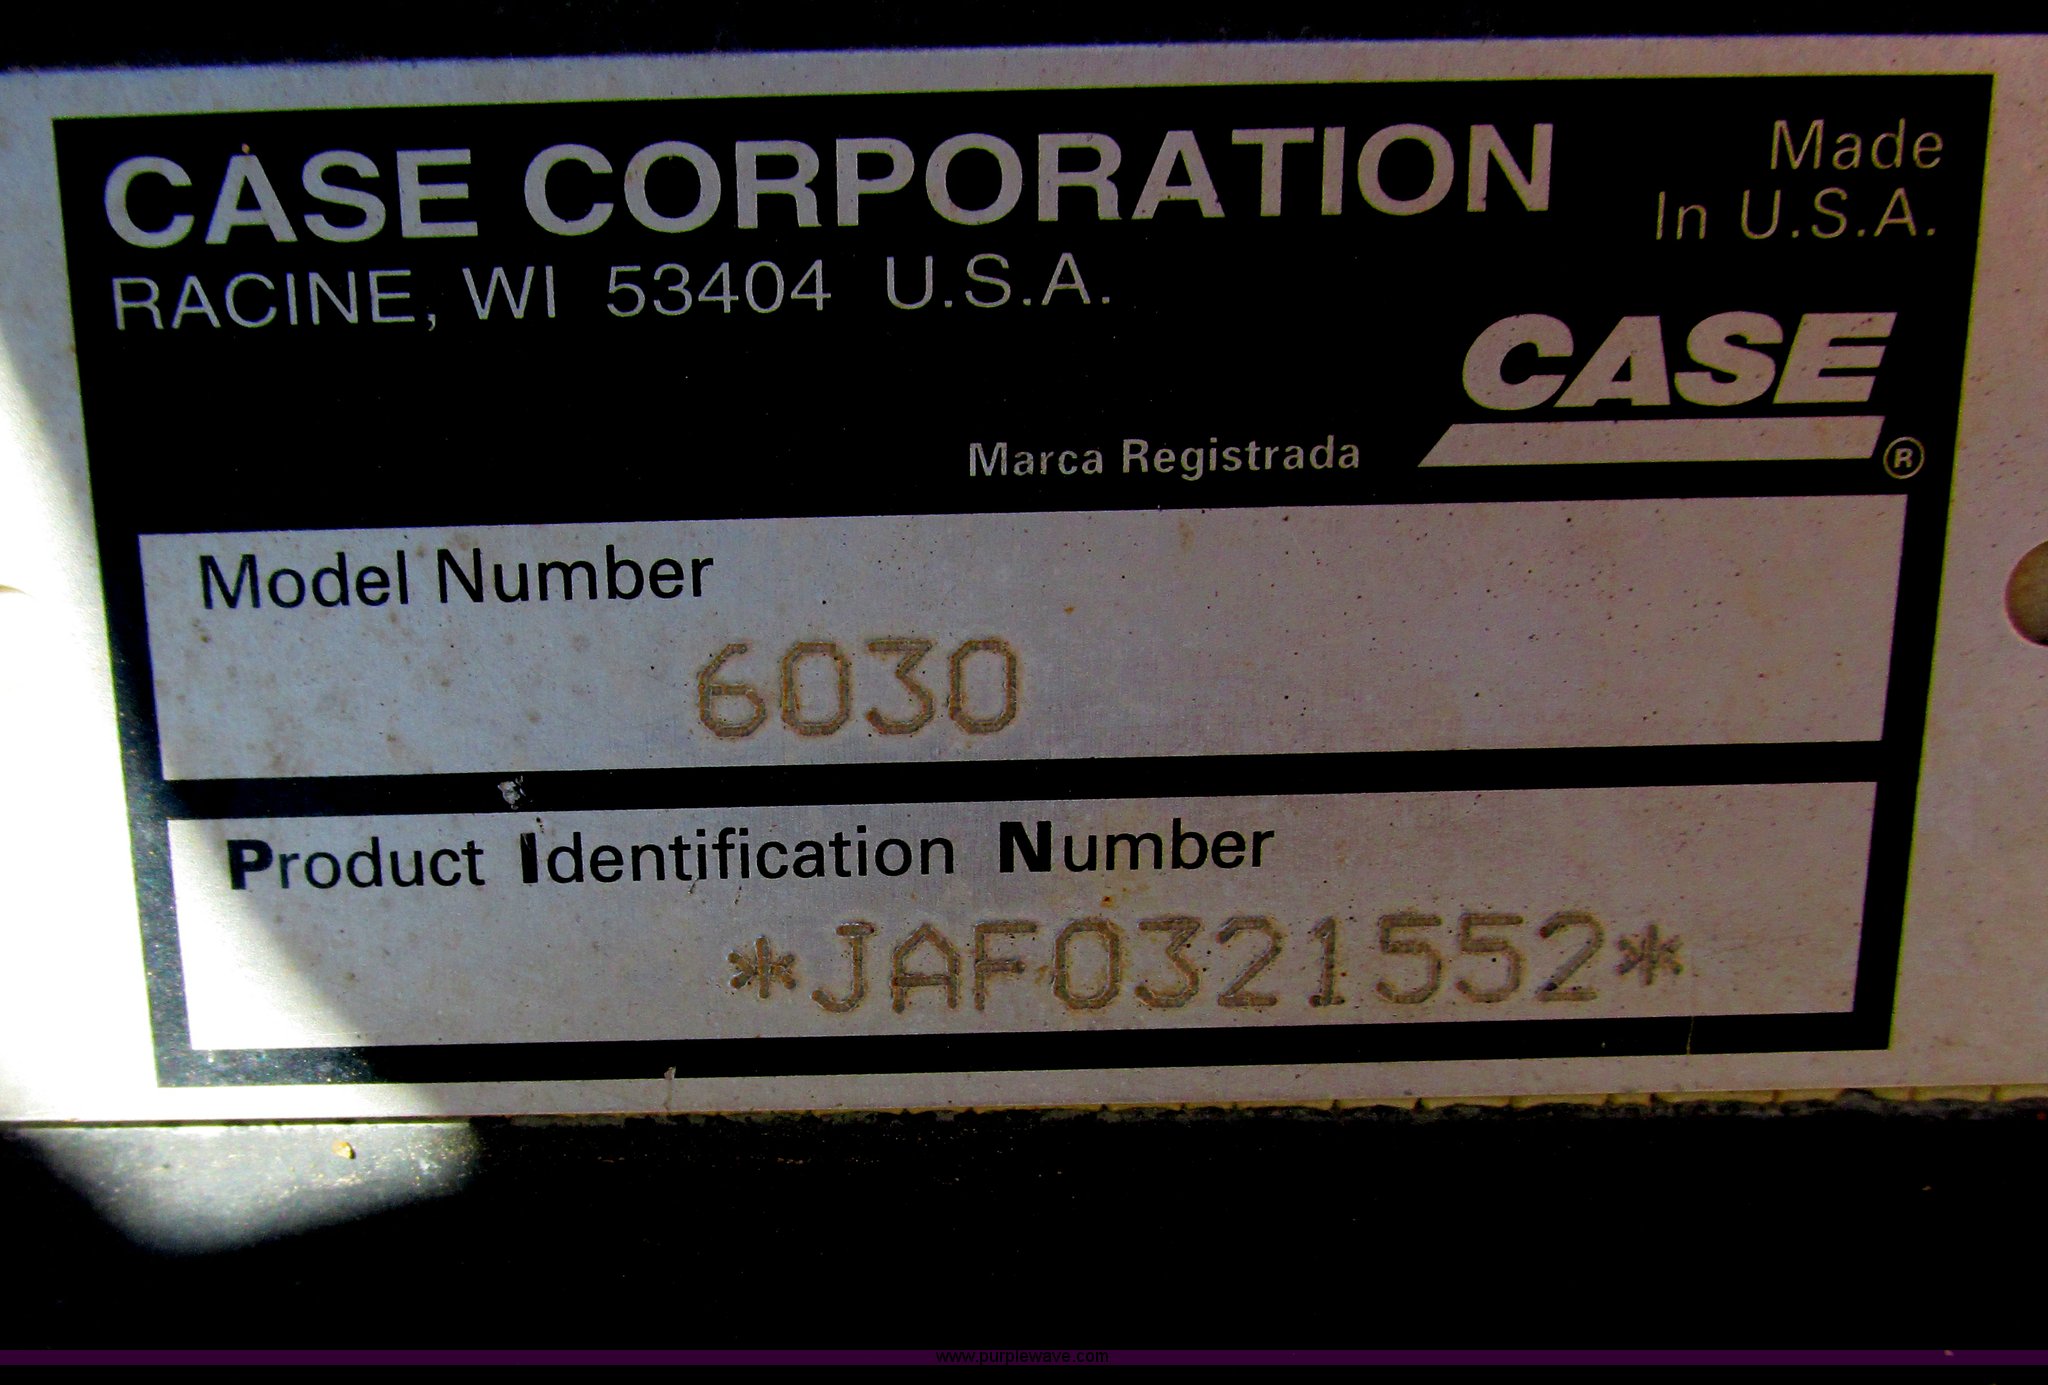 CASE CORPORATION
RACINE, WI 53404 U.S.A.
Made
In U.S.A.
CASE
Marca Registrada ®
Model Number
6030
Product Identification Number
*JAF0321552*
www.purplewave.com